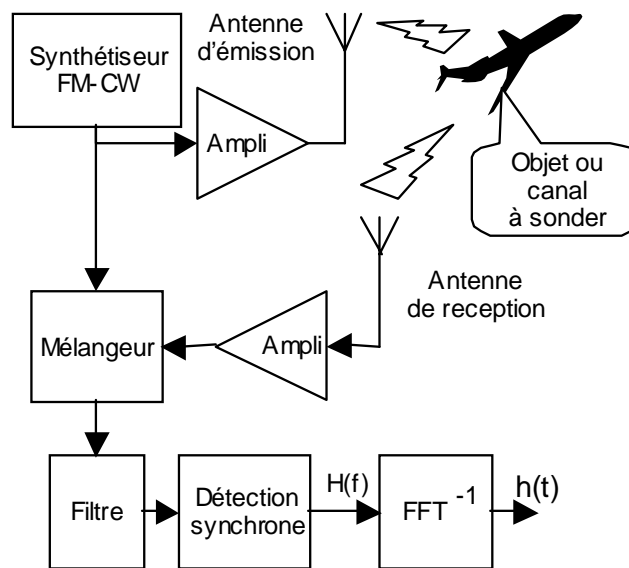 Synthétiseur
FM-CW
Antenne
d'émission
Ampli
Objet ou
canal
à sonder
Antenne
de reception
Mélangeur
Ampli
Filtre
Détection
synchrone
H(f)
FFT -1
h(t)